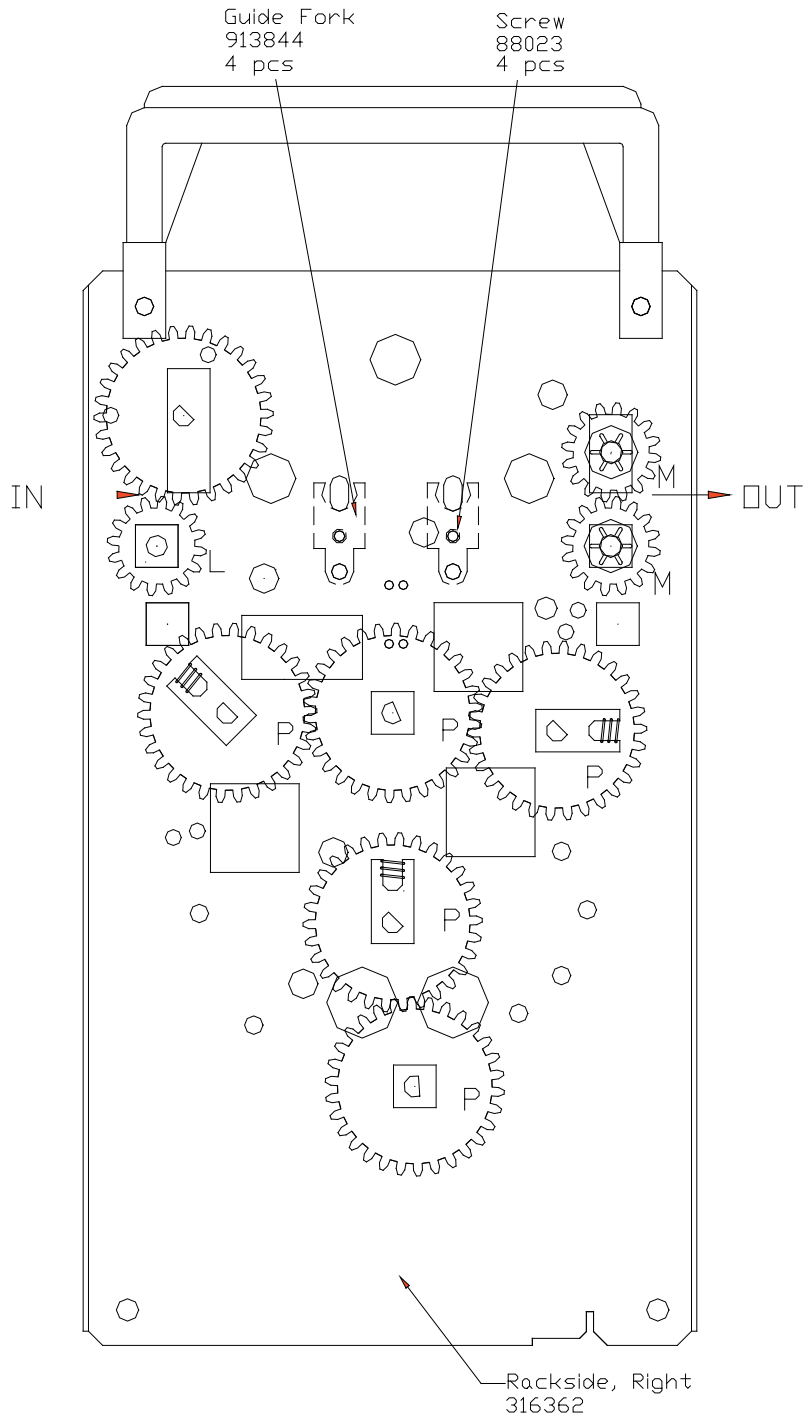 Guide Fork
913844
4 pcs
Screw
88023
4 pcs
IN
OUT
M
L
M
P
P
P
P
P
Rackside, Right
316362